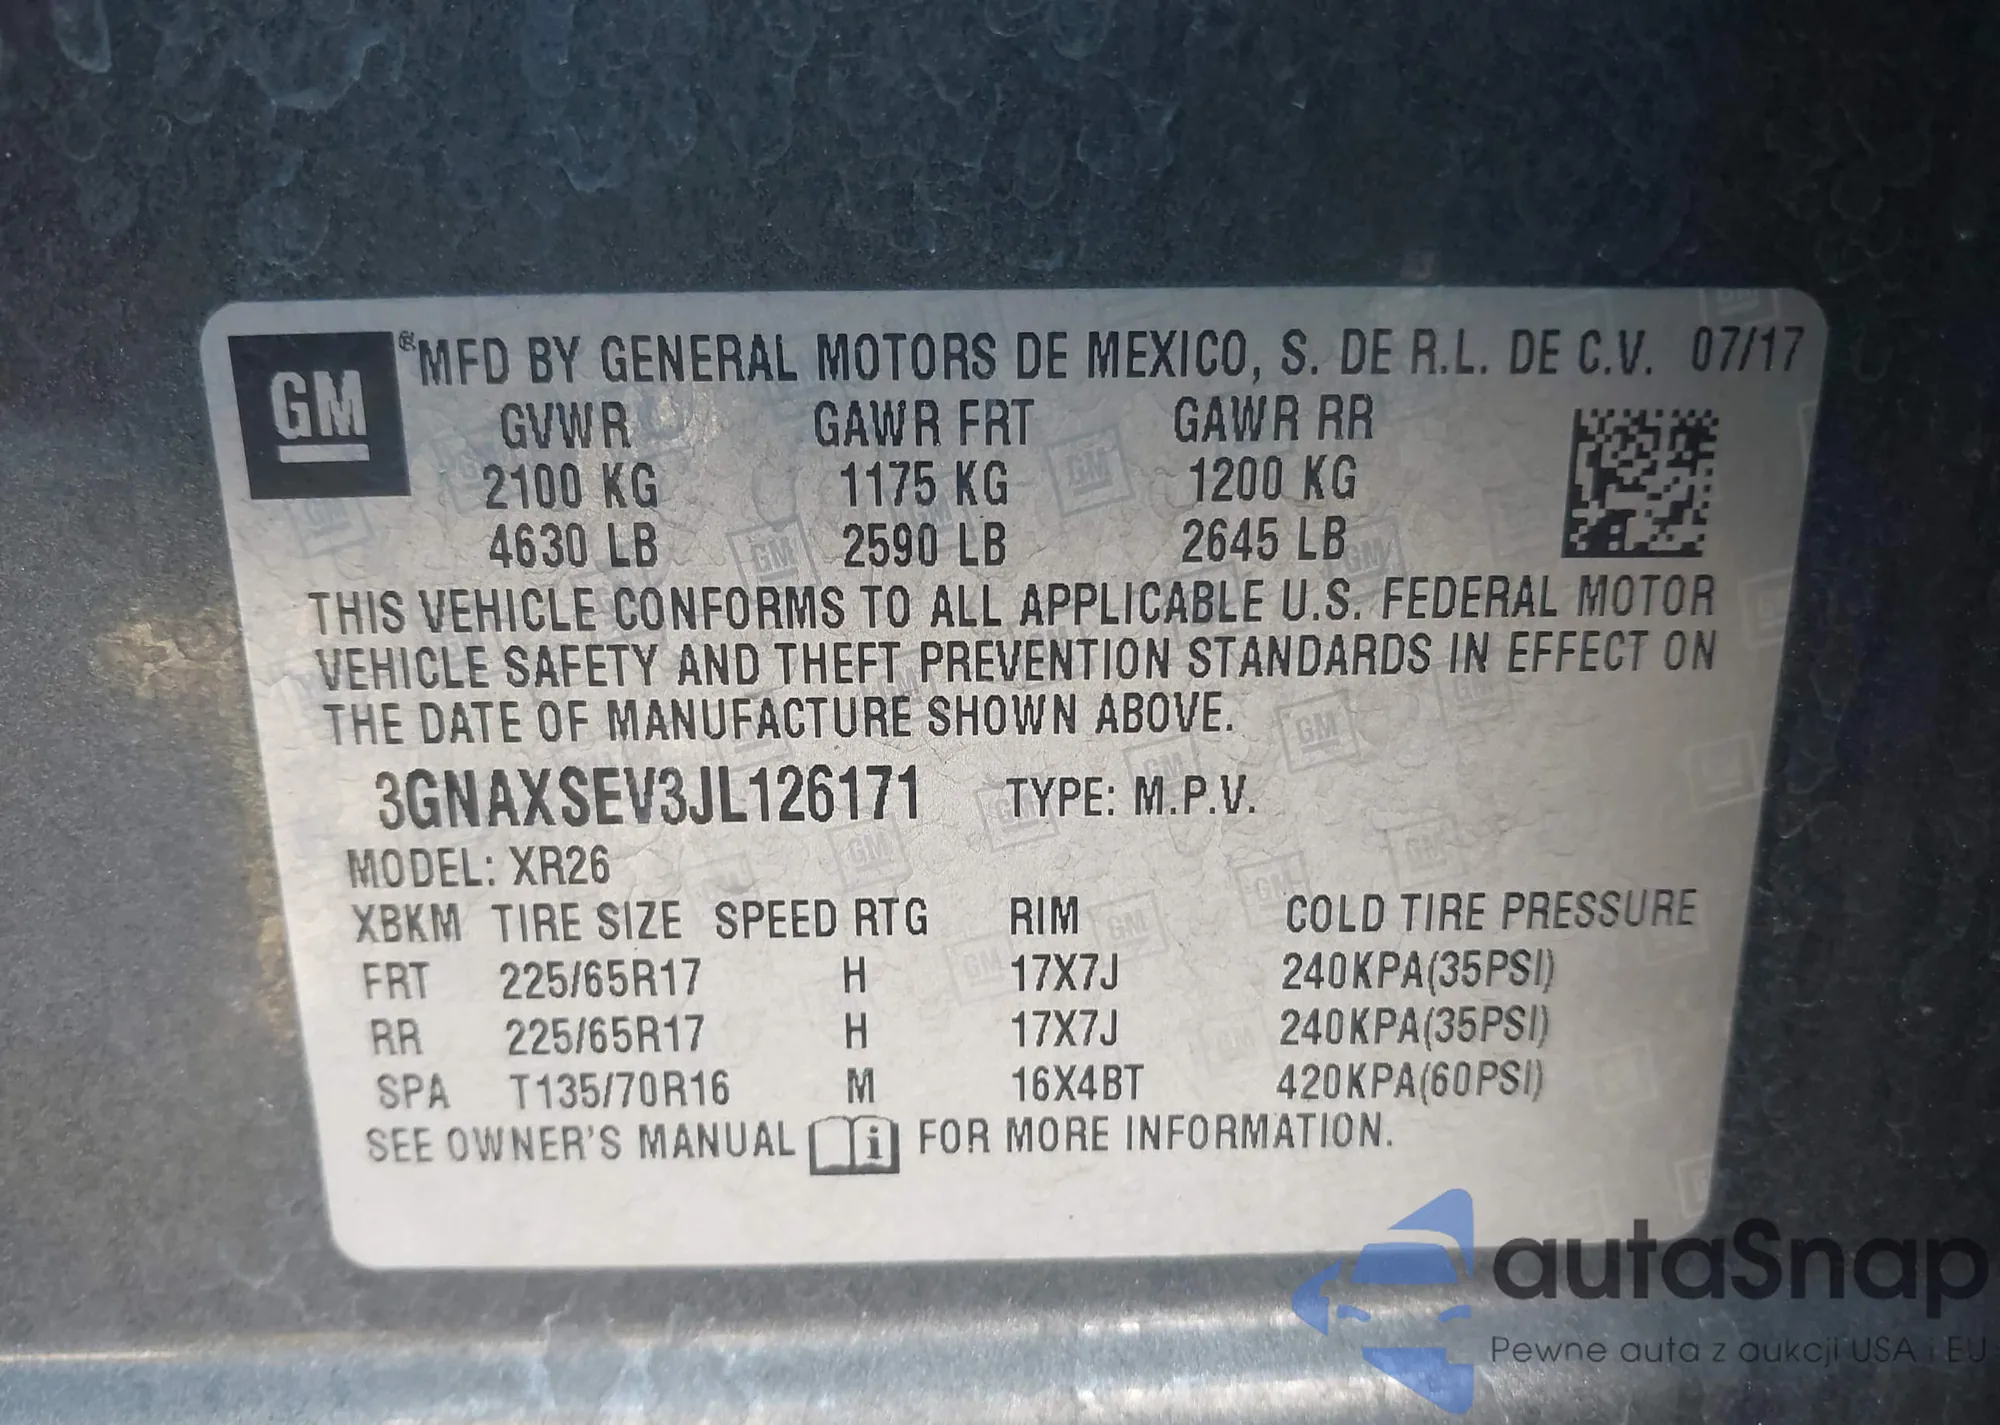 GM
® MFD BY GENERAL MOTORS DE MEXICO, S. DE R.L. DE C.V. 07/17
GVWR GAWR FRT GAWR RR
2100 KG 1175 KG 1200 KG
4630 LB 2590 LB 2645 LB
THIS VEHICLE CONFORMS TO ALL APPLICABLE U.S. FEDERAL MOTOR
VEHICLE SAFETY AND THEFT PREVENTION STANDARDS IN EFFECT ON
THE DATE OF MANUFACTURE SHOWN ABOVE.
3GNAXSEV3JL126171 TYPE: M.P.V.
MODEL: XR26
XBKM TIRE SIZE SPEED RTG RIM COLD TIRE PRESSURE
FRT 225/65R17 H 17X7J 240KPA(35PSI)
RR 225/65R17 H 17X7J 240KPA(35PSI)
SPA T135/70R16 M 16X4BT 420KPA(60PSI)
SEE OWNER'S MANUAL i FOR MORE INFORMATION.
autaSnap
Pewne auta z aukcji USA i EU